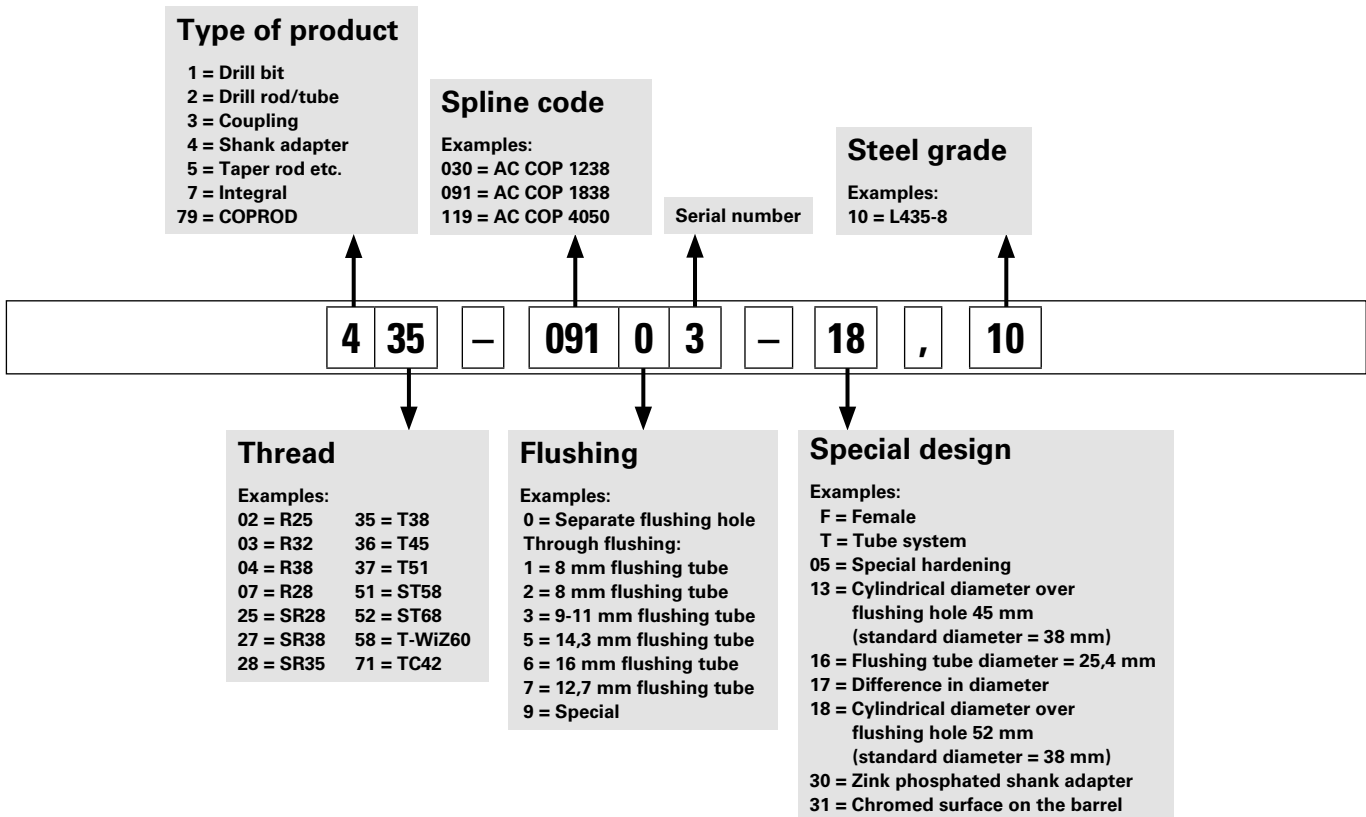 Type of product
1 = Drill bit
2 = Drill rod/tube
3 = Coupling
4 = Shank adapter
5 = Taper rod etc.
7 = Integral
79 = COPROD
Spline code
Examples:
030 = AC COP 1238
091 = AC COP 1838
119 = AC COP 4050
Serial number
Steel grade
Examples:
10 = L435-8
4 35 – 091 0 3 – 18 , 10
Thread
Examples:
02 = R25 35 = T38
03 = R32 36 = T45
04 = R38 37 = T51
07 = R28 51 = ST58
25 = SR28 52 = ST68
27 = SR38 58 = T-WiZ60
28 = SR35 71 = TC42
Flushing
Examples:
0 = Separate flushing hole
Through flushing:
1 = 8 mm flushing tube
2 = 8 mm flushing tube
3 = 9-11 mm flushing tube
5 = 14,3 mm flushing tube
6 = 16 mm flushing tube
7 = 12,7 mm flushing tube
9 = Special
Special design
Examples:
F = Female
T = Tube system
05 = Special hardening
13 = Cylindrical diameter over
flushing hole 45 mm
(standard diameter = 38 mm)
16 = Flushing tube diameter = 25,4 mm
17 = Difference in diameter
18 = Cylindrical diameter over
flushing hole 52 mm
(standard diameter = 38 mm)
30 = Zink phosphated shank adapter
31 = Chromed surface on the barrel